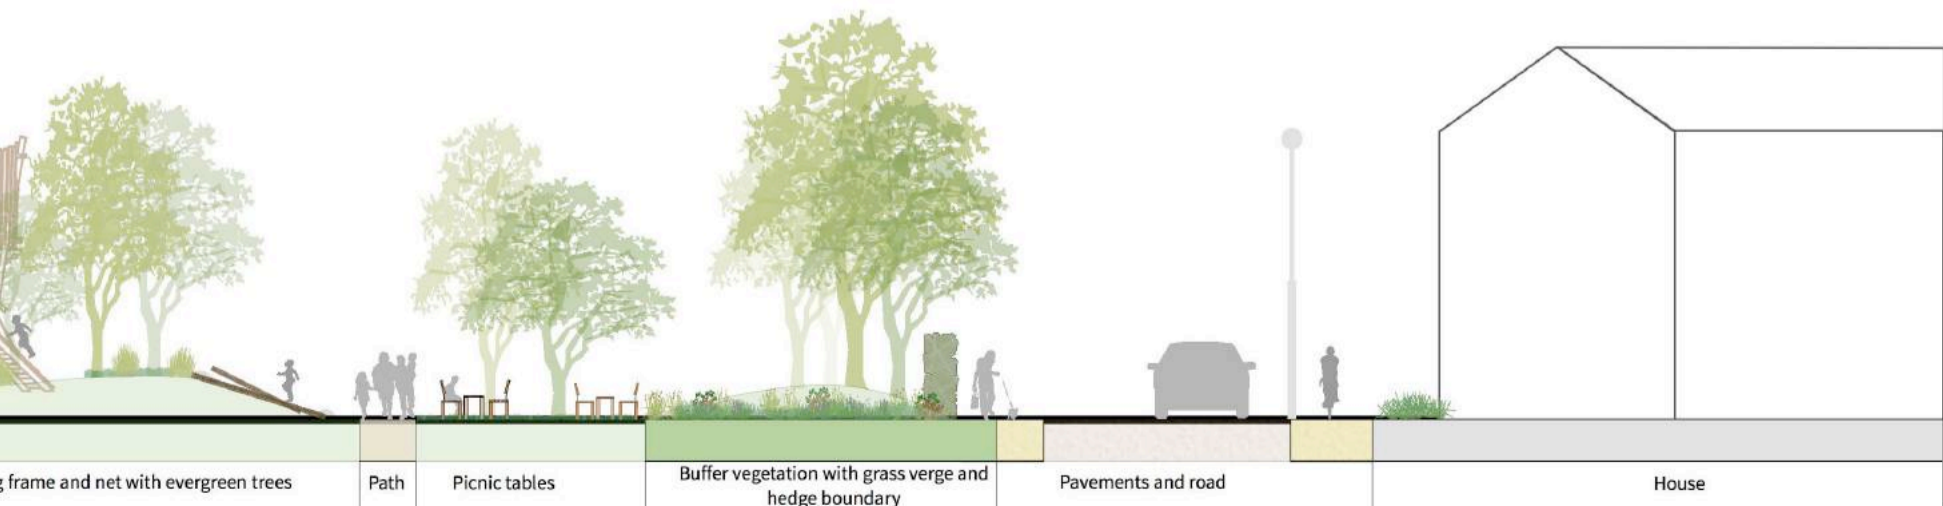 frame and net with evergreen trees
Path
Picnic tables
Buffer vegetation with grass verge and
hedge boundary
Pavements and road
House